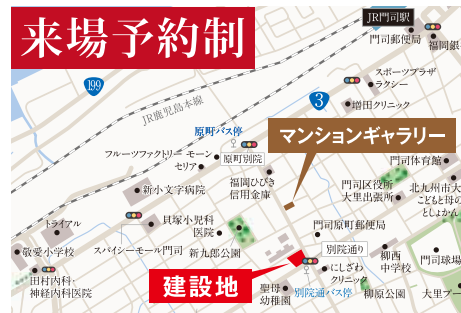 来場予約制
JR門司駅
門司郵便局
福岡銀
199
JR鹿児島本線
スポーツプラザ
ラクシー
3
増田クリニック
原町バス停
マンションギャラリー
フルーツファクトリー モーン
セリア
原町別院
門司体育館
新小文字病院
福岡ひびき
信用金庫
門司区役所
大里出張所
北九州市大
こどもと母の
としょかん
トライアル
貝塚小児科
医院
門司原町郵便局
敬愛小学校
スパイシーモール門司
新九郎公園
別院通り
柳西
中学校
門司球場
田村内科・
神経内科医院
建設地
にしざわ
クリニック
聖母
幼稚園
別院通バス停
柳原公園
大里プー